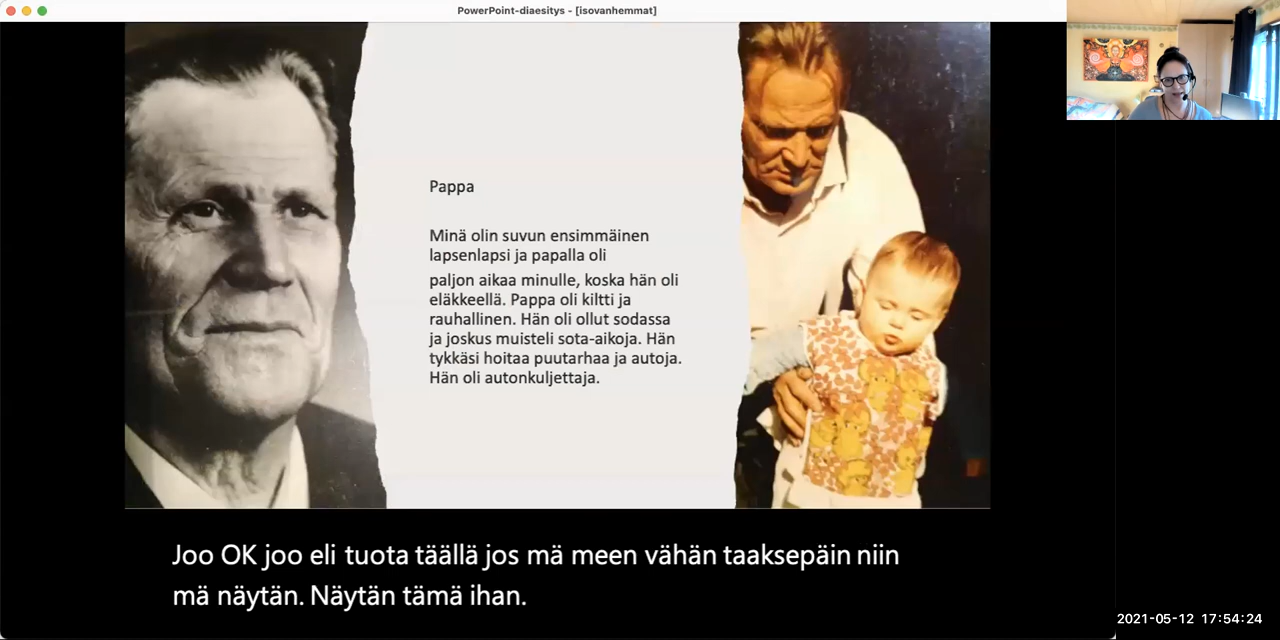 PowerPoint-diaesitys - [isovanhemmat]
Pappa
Minä olin suvun ensimmäinen
lapsenlapsi ja papalla oli
paljon aikaa minulle, koska hän oli
eläkkeellä. Pappa oli kiltti ja
rauhallinen. Hän oli ollut sodassa
ja joskus muisteli sota-aikoja. Hän
tykkäsi hoitaa puutarhaa ja autoja.
Hän oli autonkuljettaja.
Joo OK joo eli tuota täällä jos mä meen vähän taaksepäin niin
mä näytän. Näytän tämä ihan.
2021-05-12 17:54:24